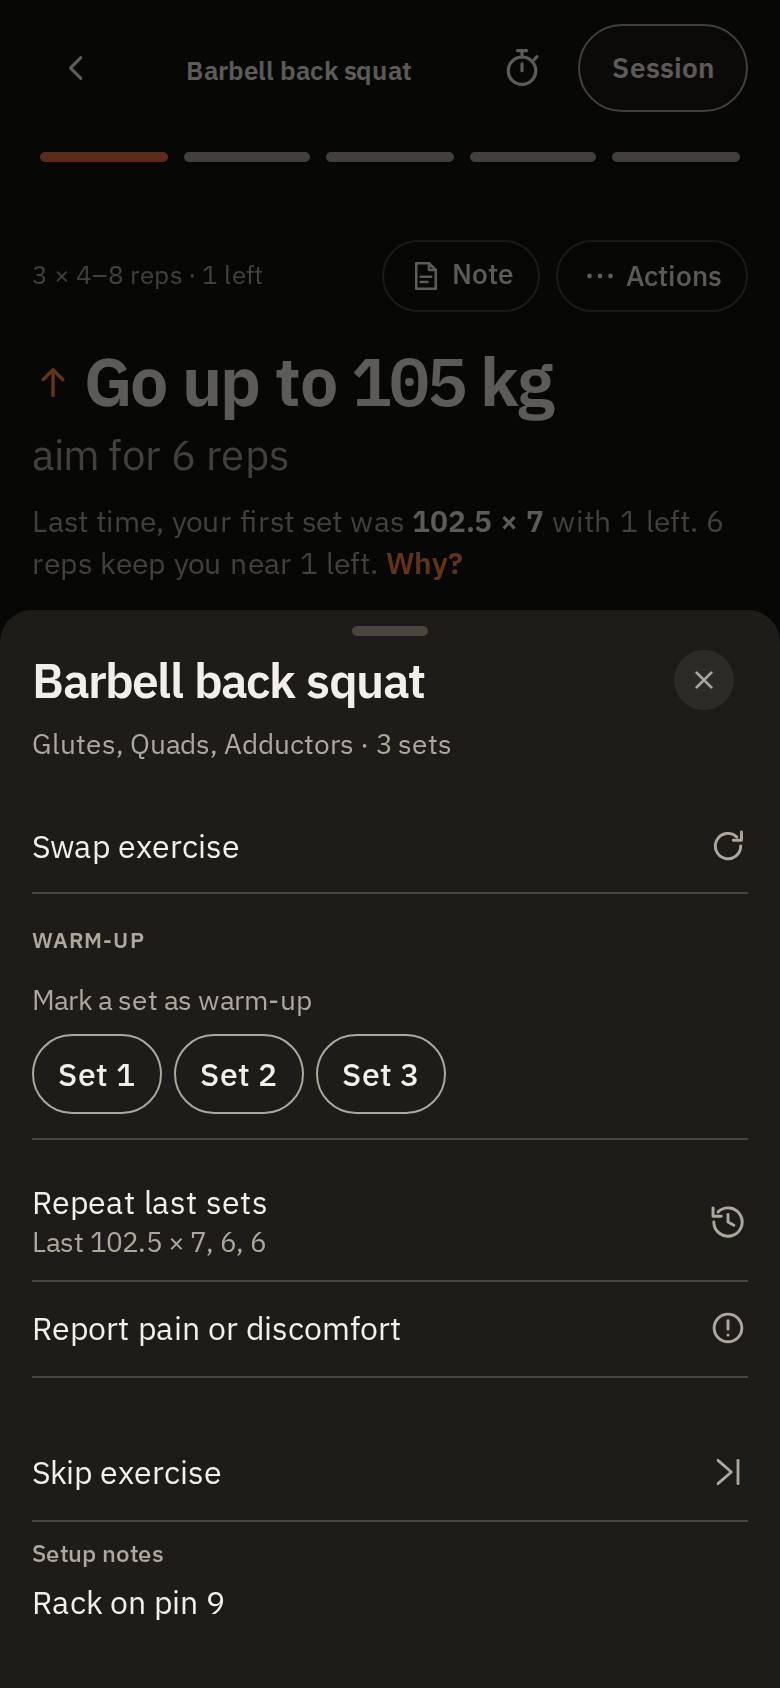 Barbell back squat
Session
3 × 4–8 reps · 1 left
Note
Actions
↑ Go up to 105 kg
aim for 6 reps
Last time, your first set was 102.5 × 7 with 1 left. 6
reps keep you near 1 left. Why?
Barbell back squat
Glutes, Quads, Adductors · 3 sets
Swap exercise
WARM-UP
Mark a set as warm-up
Set 1
Set 2
Set 3
Repeat last sets
Last 102.5 × 7, 6, 6
Report pain or discomfort
Skip exercise
Setup notes
Rack on pin 9